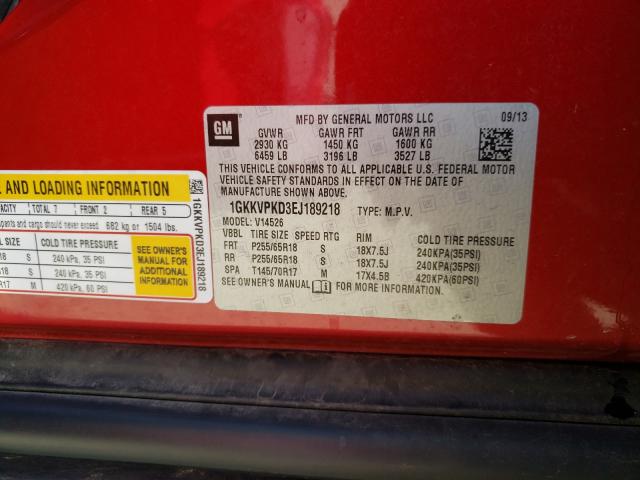 MFD BY GENERAL MOTORS LLC 09/13
GM
GVWR GAWR FRT GAWR RR
2930 KG 1450 KG 1600 KG
6459 LB 3196 LB 3527 LB
THIS VEHICLE CONFORMS TO ALL APPLICABLE U.S. FEDERAL MOTOR
VEHICLE SAFETY STANDARDS IN EFFECT ON THE DATE OF
MANUFACTURE SHOWN ABOVE.
1GKKVPKD3EJ189218 TYPE: M.P.V.
MODEL: V14526
VBBL TIRE SIZE SPEED RTG RIM COLD TIRE PRESSURE
FRT P255/65R18 S 18X7.5J 240KPA(35PSI)
RR P255/65R18 S 18X7.5J 240KPA(35PSI)
SPA T145/70R17 M 17X4.5B 420KPA(60PSI)
SEE OWNER'S MANUAL FOR MORE INFORMATION.
E AND LOADING INFORMATION
ACITY TOTAL 7 FRONT 2 REAR 5
pants and cargo should never exceed 682 kg or 1504 lbs.
AL SIZE COLD TIRE PRESSURE
R18 S 240 kPa, 35 PSI
R18 S 240 kPa, 35 PSI
R17 M 420 kPa, 60 PSI
SEE OWNER'S
MANUAL FOR
ADDITIONAL
INFORMATION
1GKKVPKD3EJ189218